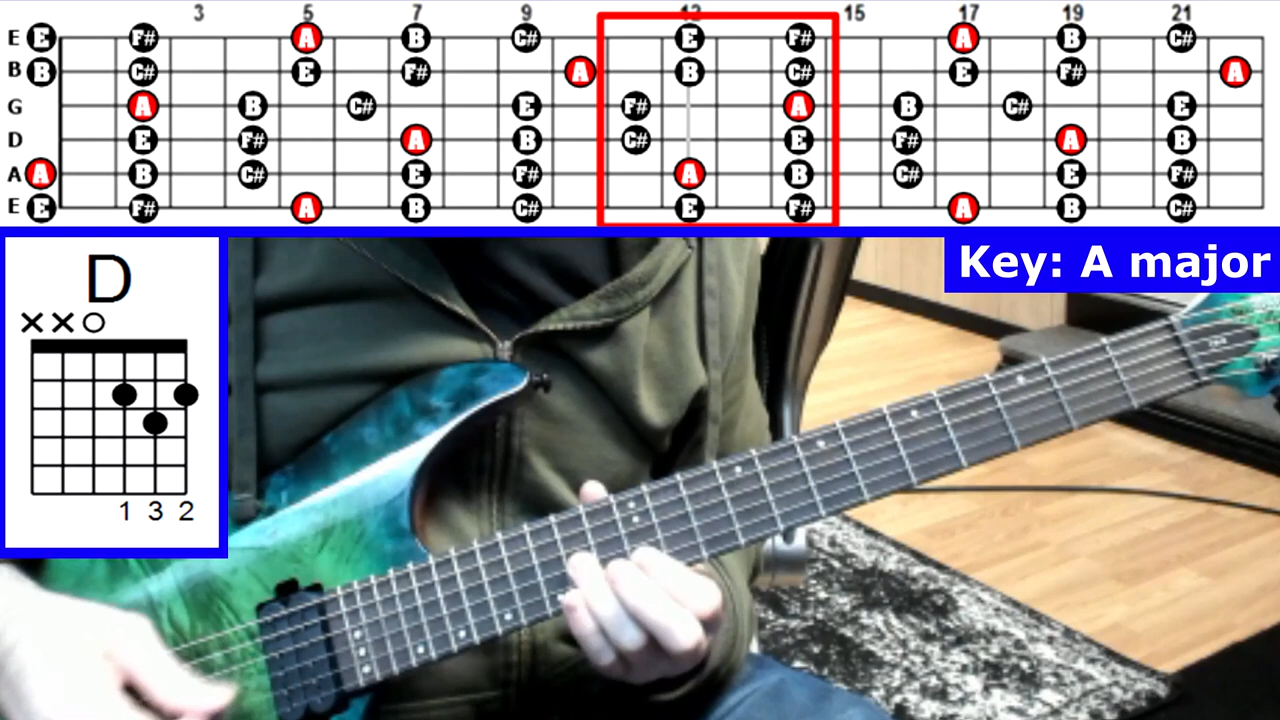 3 5 7 9 12 15 17 19 21
E E F# A B C# E F# A B C#
B B C# E F# A B C# E F# A
G A B C# E F# A B C# E
D E F# A B C# E F# A B
A A B C# E F# A B C# E F#
E E F# A B C# E F# A B C#
Key: A major
D
××○
1 3 2